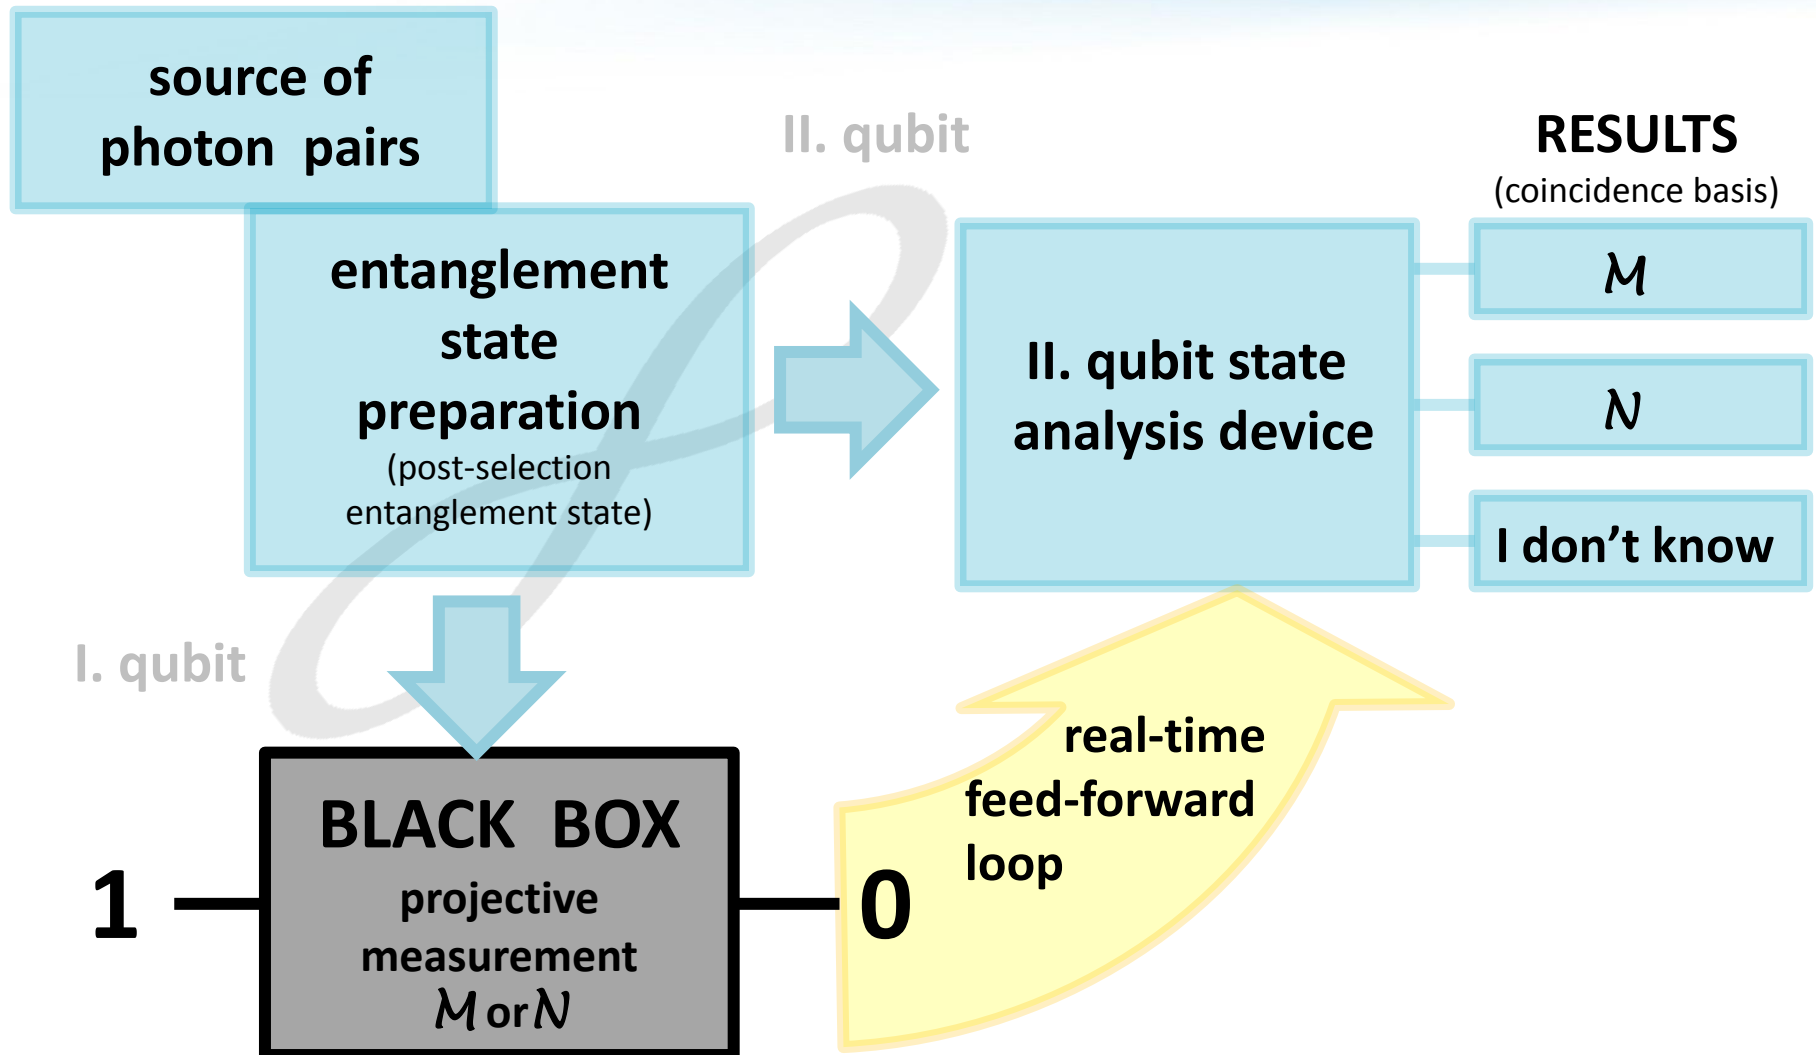 source of
photon pairs
entanglement
state
preparation
(post-selection
entanglement state)
II. qubit
II. qubit state
analysis device
RESULTS
(coincidence basis)
M
N
I don't know
I. qubit
BLACK BOX
projective
measurement
M or N
1
0
real-time
feed-forward
loop